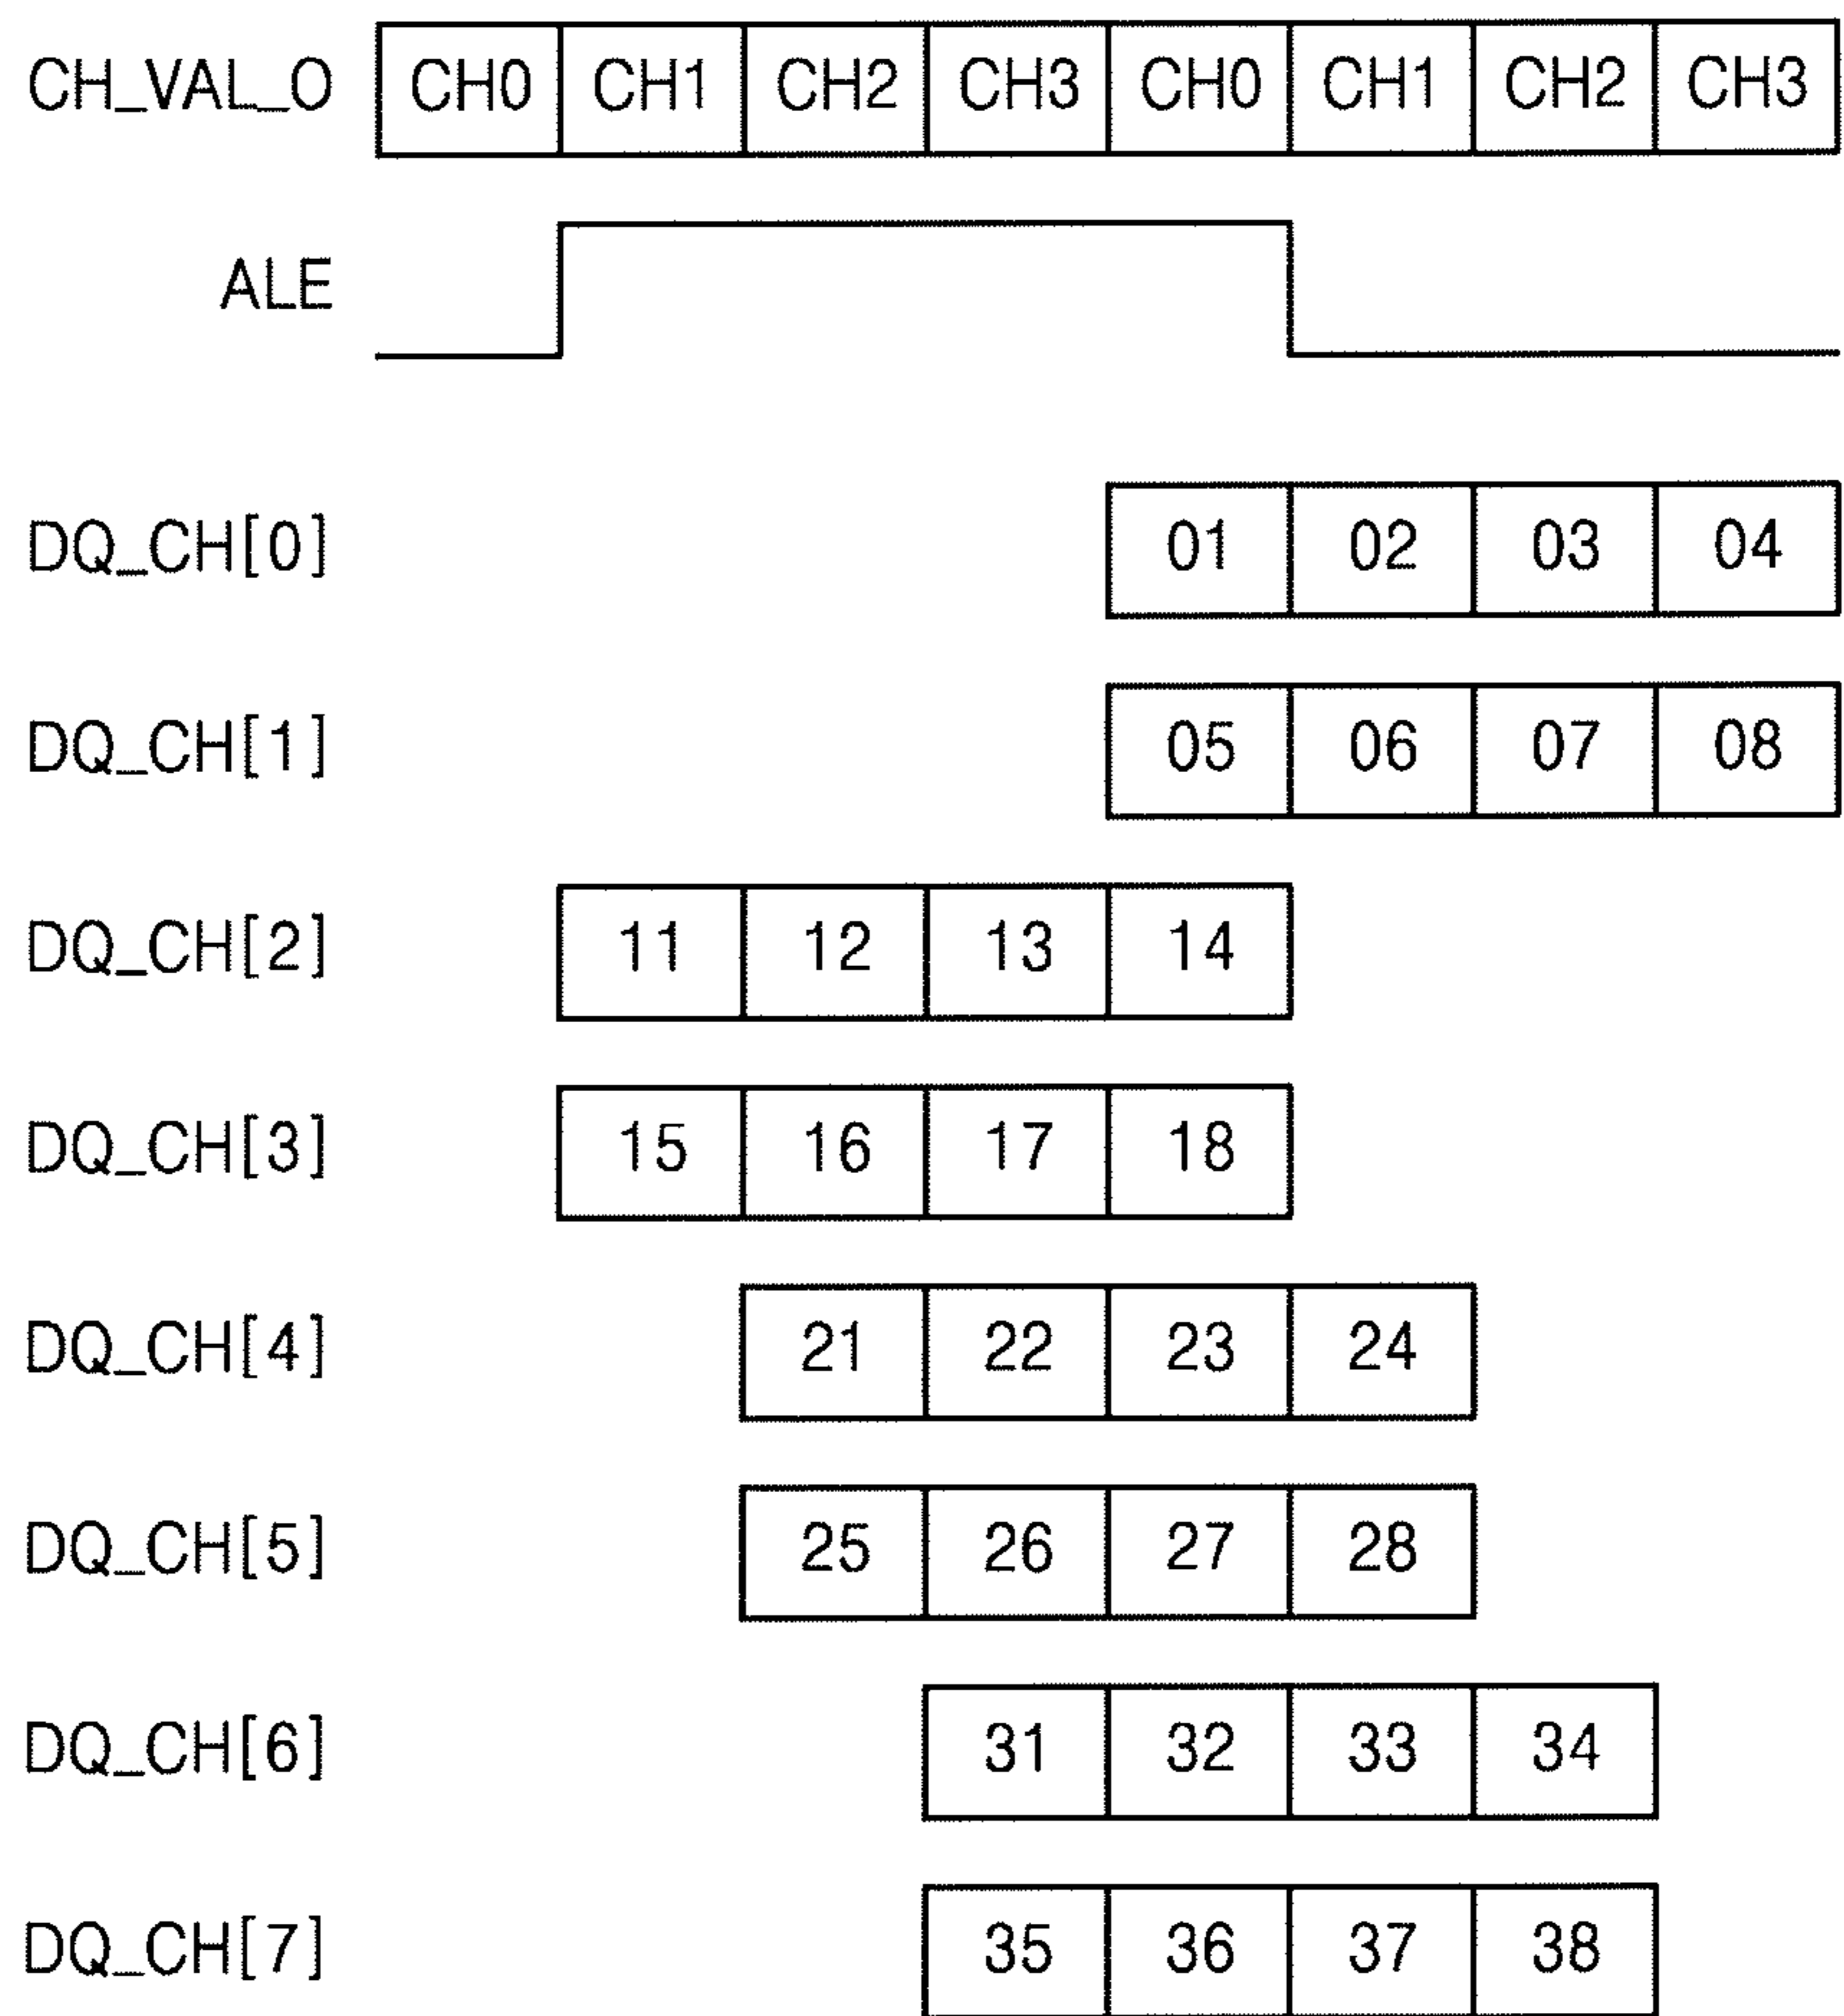 CH_VAL_O CH0 CH1 CH2 CH3 CH0 CH1 CH2 CH3
ALE
DQ_CH[0] 01 02 03 04
DQ_CH[1] 05 06 07 08
DQ_CH[2] 11 12 13 14
DQ_CH[3] 15 16 17 18
DQ_CH[4] 21 22 23 24
DQ_CH[5] 25 26 27 28
DQ_CH[6] 31 32 33 34
DQ_CH[7] 35 36 37 38